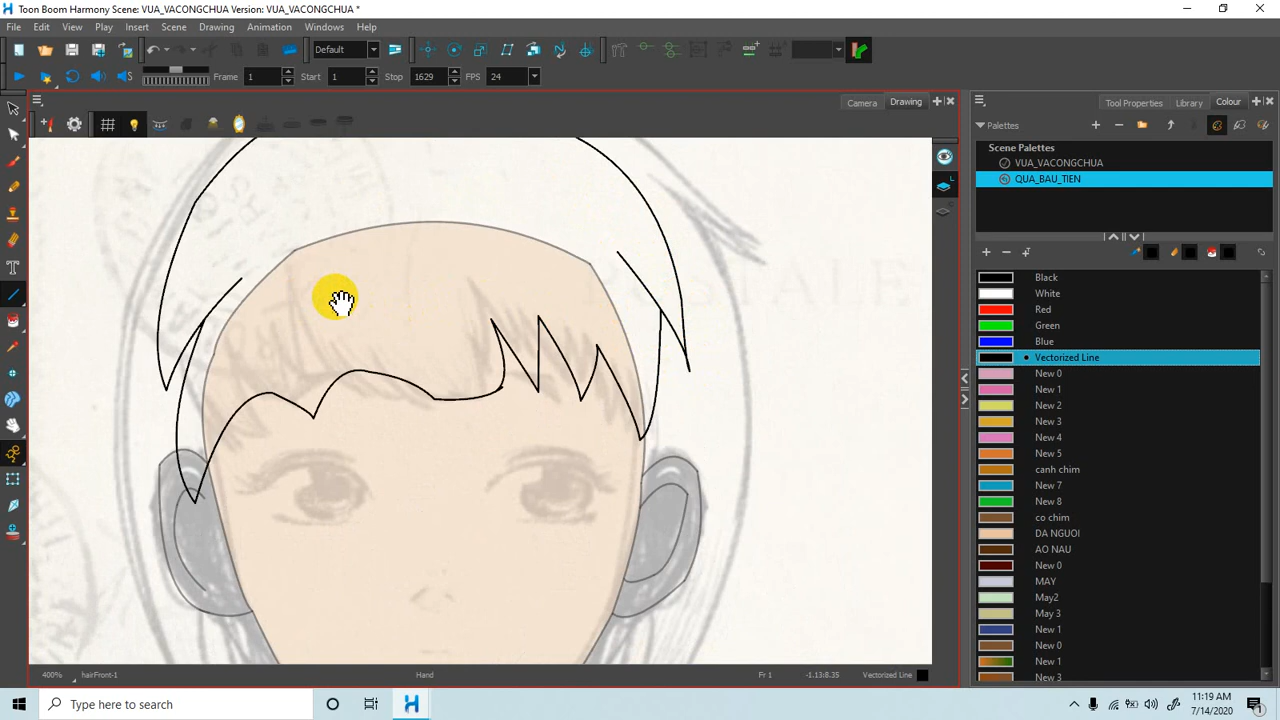 Toon Boom Harmony Scene: VUA_VACONGCHUA Version: VUA_VACONGCHUA *
File Edit View Play Insert Scene Drawing Animation Windows Help
Default
Frame 1 Start 1 Stop 1629 FPS 24
Camera Drawing
Tool Properties Library Colour
Palettes
Scene Palettes
VUA_VACONGCHUA
QUA_BAU_TIEN
Black
White
Red
Green
Blue
Vectorized Line
New 0
New 1
New 2
New 3
New 4
New 5
canh chim
New 7
New 8
co chim
DA NGUOI
AO NAU
New 0
MAY
May2
May 3
New 1
New 0
New 1
New 3
400% hairFront-1 Hand Fr 1 -1.13:8.35 Vectorized Line
Type here to search
11:19 AM
7/14/2020